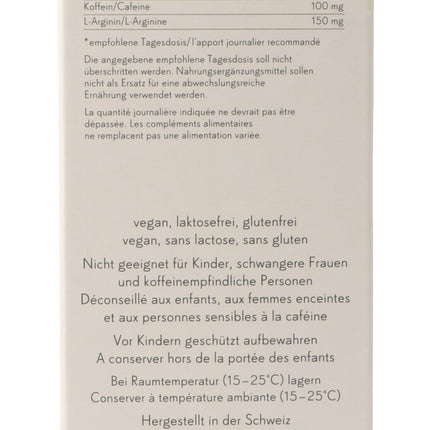 Koffein/Cafeine 100 mg
L-Arginin/L-Arginine 150 mg
*empfohlene Tagesdosis/l'apport journalier recommandé
Die angegebene empfohlene Tagesdosis soll nicht
überschritten werden. Nahrungsergänzungsmittel sollen
nicht als Ersatz für eine abwechslungsreiche
Ernährung verwendet werden.
La quantité journalière indiquée ne devrait pas être
dépassée. Les compléments alimentaires
ne remplacent pas une alimentation variée.
vegan, laktosefrei, glutenfrei
vegan, sans lactose, sans gluten
Nicht geeignet für Kinder, schwangere Frauen
und koffeinempfindliche Personen
Déconseillé aux enfants, aux femmes enceintes
et aux personnes sensibles à la caféine
Vor Kindern geschützt aufbewahren
A conserver hors de la portée des enfants
Bei Raumtemperatur (15–25°C) lagern
Conserver à température ambiante (15–25°C)
Hergestellt in der Schweiz